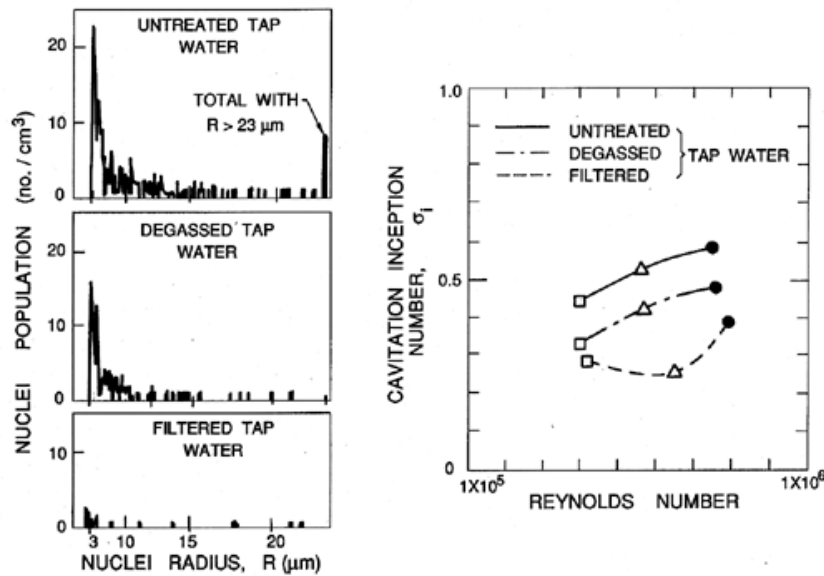 UNTREATED TAP
WATER
20
10
0
TOTAL WITH
R > 23 μm
DEGASSED TAP
WATER
20
10
0
FILTERED TAP
WATER
10
0
3
10
20
NUCLEI RADIUS, R (μm)
NUCLEI POPULATION (no. / cm³)
1.0
0.5
0
CAVITATION INCEPTION
NUMBER, σi
UNTREATED
DEGASSED
FILTERED
TAP WATER
1X10⁵
1X10⁶
REYNOLDS NUMBER